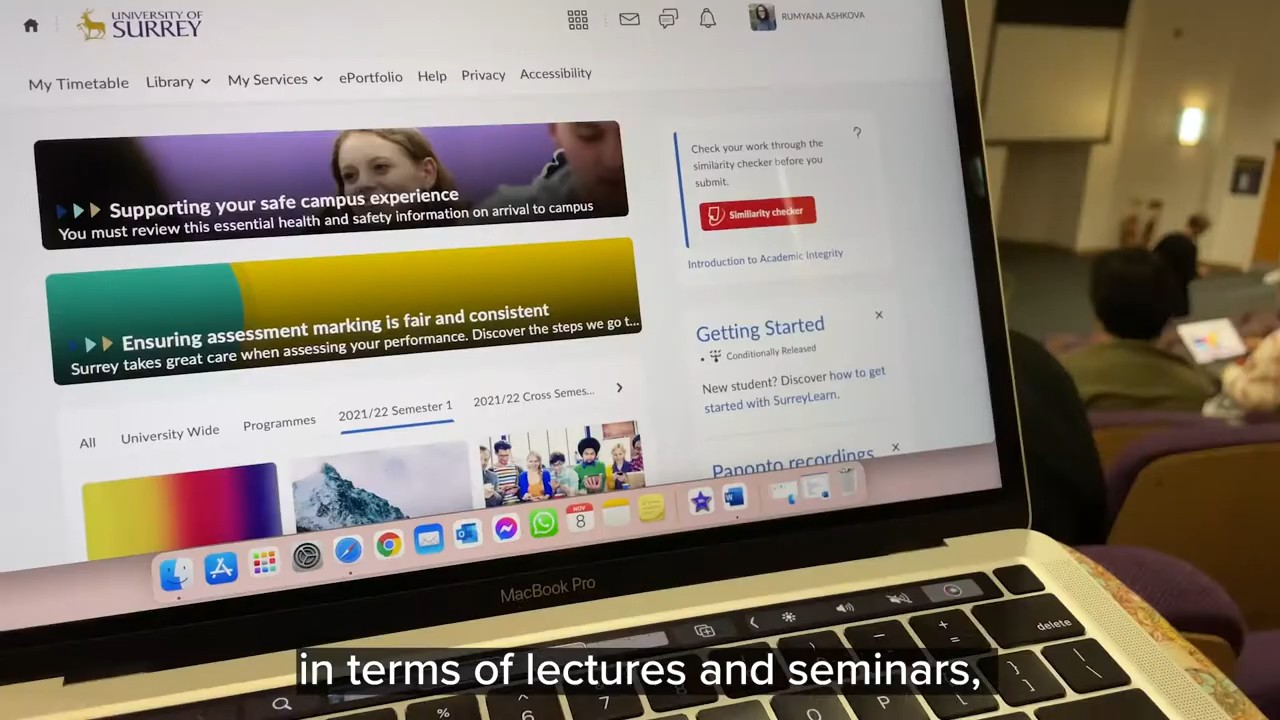 UNIVERSITY OF
SURREY
RUMYANA ASHKOVA
My Timetable Library My Services ePortfolio Help Privacy Accessibility
Supporting your safe campus experience
You must review this essential health and safety information on arrival to campus
Ensuring assessment marking is fair and consistent
Surrey takes great care when assessing your performance. Discover the steps we go t...
All University Wide Programmes 2021/22 Semester 1 2021/22 Cross Semes...
Check your work through the
similarity checker before you
submit.
?
Similarity checker
Introduction to Academic Integrity
Getting Started
Conditionally Released
New student? Discover how to get
started with SurreyLearn.
Panopto recordings
NOV
8
W
MacBook Pro
delete
in terms of lectures and seminars,
% ^ 6 7 8 O P
- + =
} ]
| \